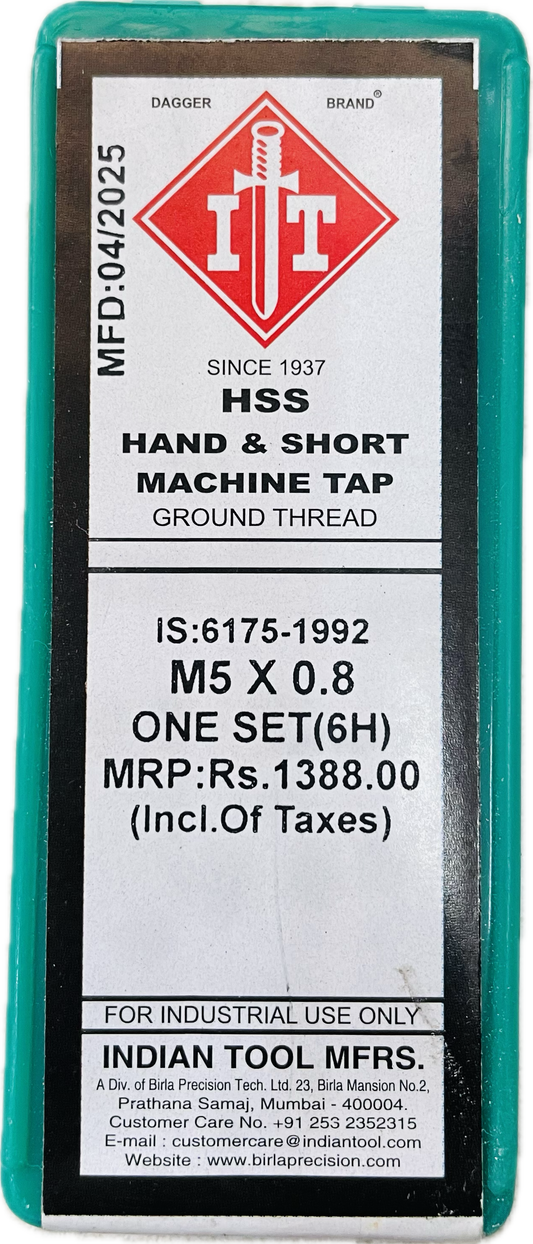 DAGGER BRAND®
MFD:04/2025
I T
SINCE 1937
HSS
HAND & SHORT
MACHINE TAP
GROUND THREAD
IS:6175-1992
M5 X 0.8
ONE SET(6H)
MRP:Rs.1388.00
(Incl.Of Taxes)
FOR INDUSTRIAL USE ONLY
INDIAN TOOL MFRS.
A Div. of Birla Precision Tech. Ltd. 23, Birla Mansion No.2,
Prathana Samaj, Mumbai - 400004.
Customer Care No. +91 253 2352315
E-mail : customercare@indiantool.com
Website : www.birlaprecision.com